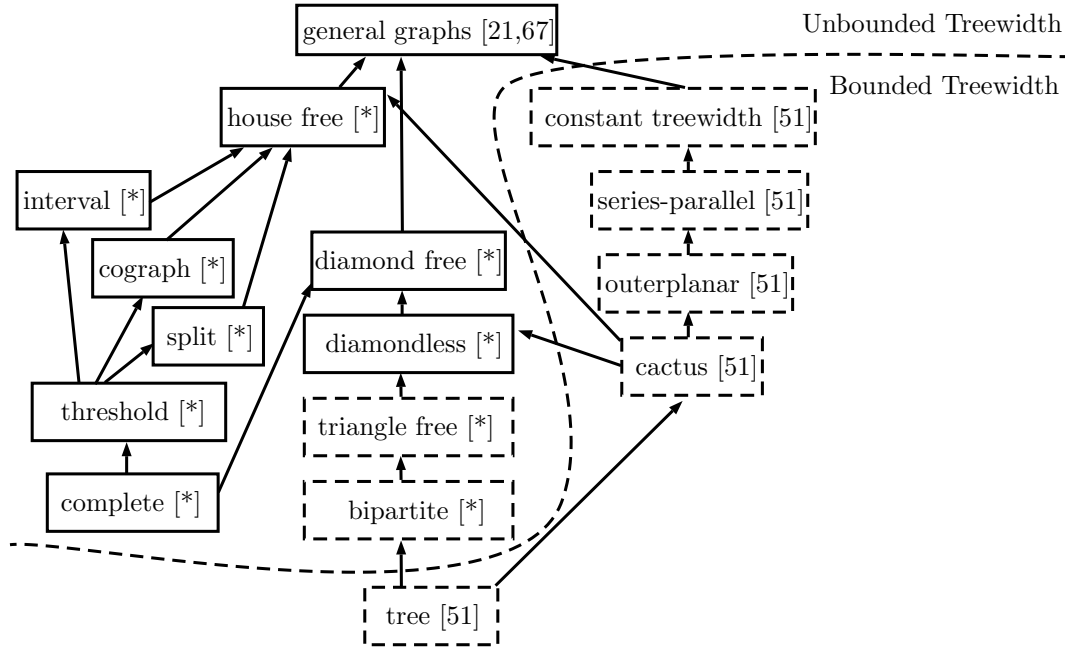 general graphs [21,67]
Unbounded Treewidth
Bounded Treewidth
house free [*]
constant treewidth [51]
interval [*]
series-parallel [51]
cograph [*]
diamond free [*]
outerplanar [51]
split [*]
diamondless [*]
cactus [51]
threshold [*]
triangle free [*]
complete [*]
bipartite [*]
tree [51]